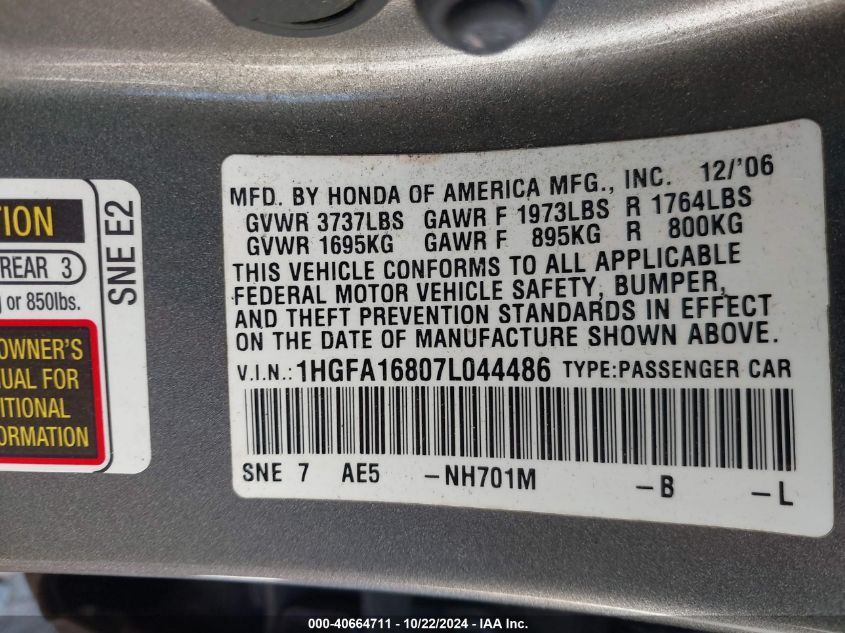 TION
REAR 3
or 850lbs.
OWNER'S
UAL FOR
ITIONAL
FORMATION
SNE E2
MFD. BY HONDA OF AMERICA MFG., INC. 12/'06
GVWR 3737LBS GAWR F 1973LBS R 1764LBS
GVWR 1695KG GAWR F 895KG R 800KG
THIS VEHICLE CONFORMS TO ALL APPLICABLE
FEDERAL MOTOR VEHICLE SAFETY, BUMPER,
AND THEFT PREVENTION STANDARDS IN EFFECT
ON THE DATE OF MANUFACTURE SHOWN ABOVE.
V.I.N.: 1HGFA16807L044486 TYPE:PASSENGER CAR
SNE 7 AE5 -NH701M -B -L
000-40664711 - 10/22/2024 - IAA Inc.